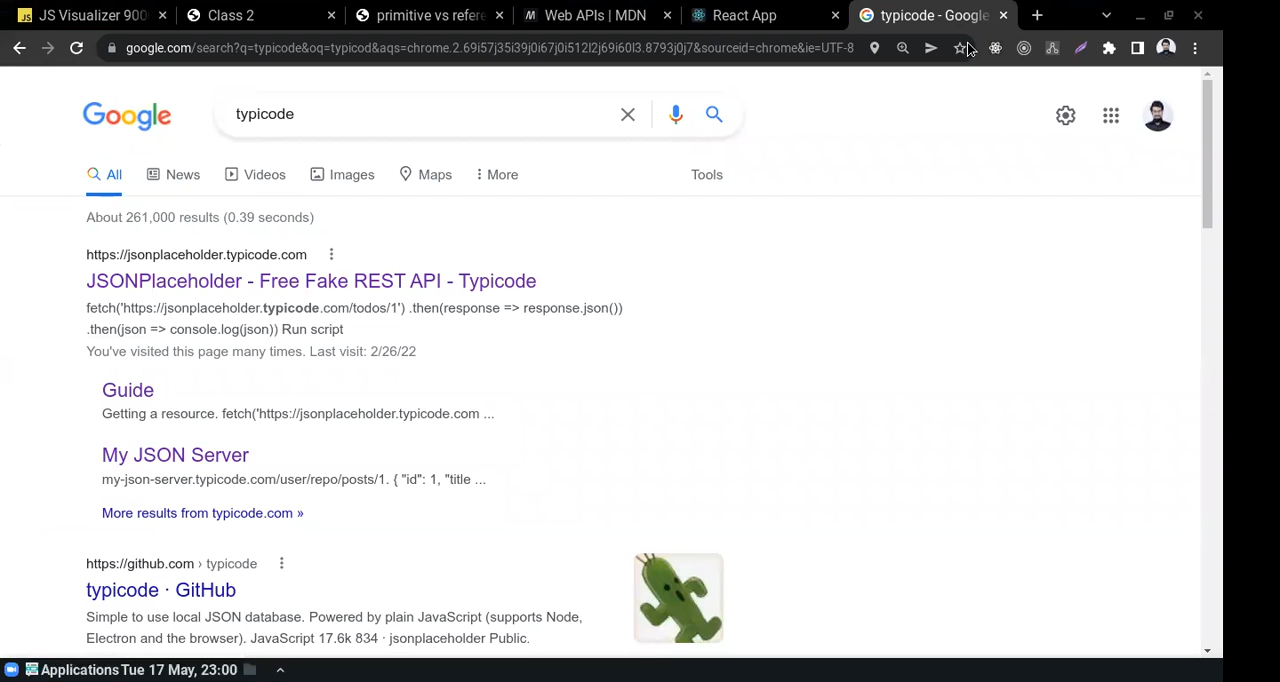 JS Visualizer 900
Class 2
primitive vs refere
Web APIs | MDN
React App
typicode - Google
google.com/search?q=typicode&oq=typicod&aqs=chrome.2.69i57j35i39j0i67j0i512l2j69i60l3.8793j0j7&sourceid=chrome&ie=UTF-8
Google
typicode
All
News
Videos
Images
Maps
More
Tools
About 261,000 results (0.39 seconds)
https://jsonplaceholder.typicode.com
JSONPlaceholder - Free Fake REST API - Typicode
fetch('https://jsonplaceholder.typicode.com/todos/1') .then(response => response.json())
.then(json => console.log(json)) Run script
You've visited this page many times. Last visit: 2/26/22
Guide
Getting a resource. fetch('https://jsonplaceholder.typicode.com ...
My JSON Server
my-json-server.typicode.com/user/repo/posts/1. { "id": 1, "title ...
More results from typicode.com »
https://github.com › typicode
typicode · GitHub
Simple to use local JSON database. Powered by plain JavaScript (supports Node,
Electron and the browser). JavaScript 17.6k 834 · jsonplaceholder Public.
Applications Tue 17 May, 23:00